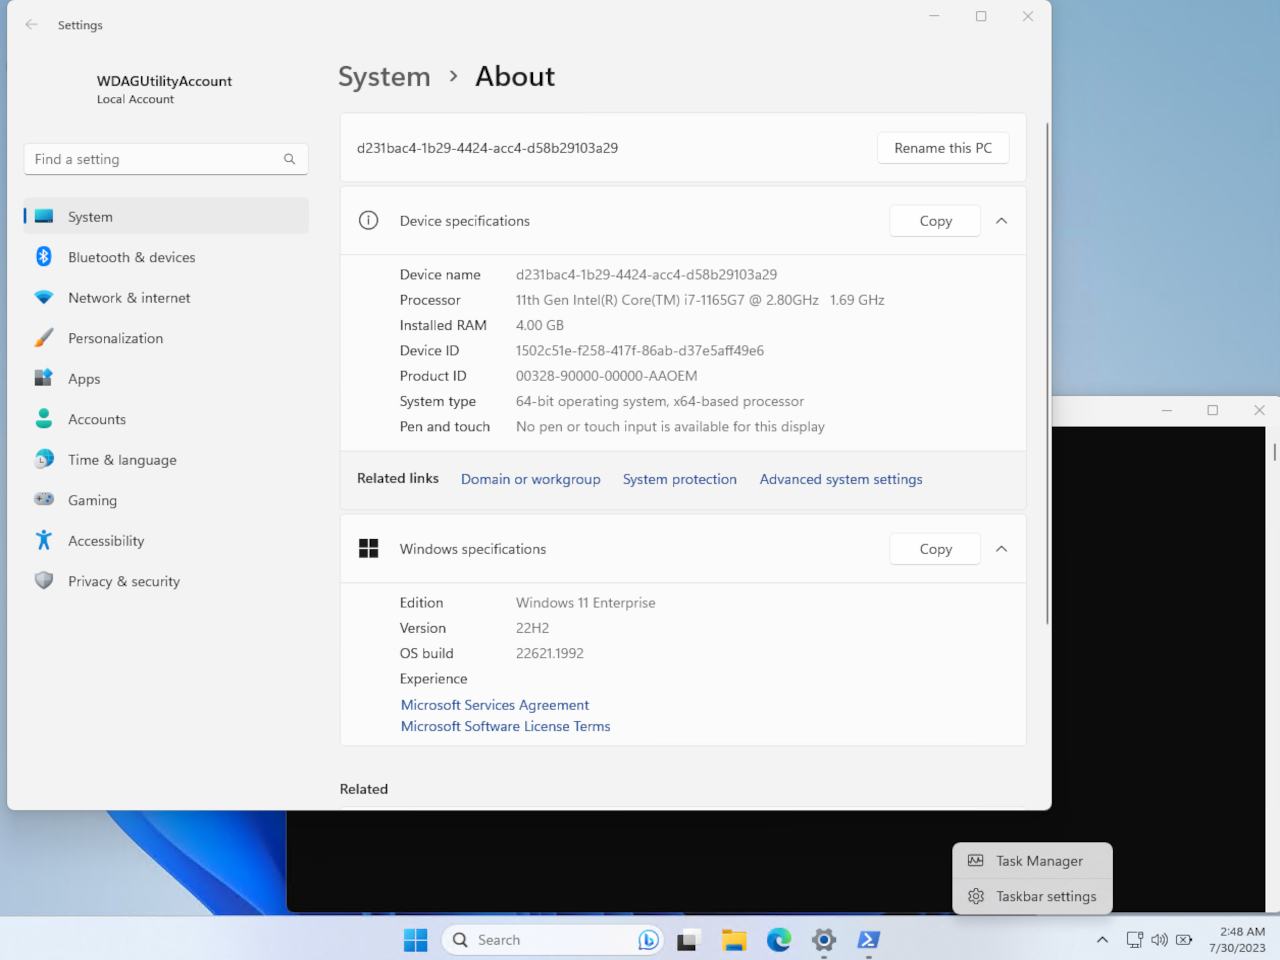 Settings
WDAGUtilityAccount
Local Account
Find a setting
System
Bluetooth & devices
Network & internet
Personalization
Apps
Accounts
Time & language
Gaming
Accessibility
Privacy & security
System › About
d231bac4-1b29-4424-acc4-d58b29103a29 Rename this PC
Device specifications Copy
Device name d231bac4-1b29-4424-acc4-d58b29103a29
Processor 11th Gen Intel(R) Core(TM) i7-1165G7 @ 2.80GHz 1.69 GHz
Installed RAM 4.00 GB
Device ID 1502c51e-f258-417f-86ab-d37e5aff49e6
Product ID 00328-90000-00000-AAOEM
System type 64-bit operating system, x64-based processor
Pen and touch No pen or touch input is available for this display
Related links Domain or workgroup System protection Advanced system settings
Windows specifications Copy
Edition Windows 11 Enterprise
Version 22H2
OS build 22621.1992
Experience
Microsoft Services Agreement
Microsoft Software License Terms
Related
Task Manager
Taskbar settings
Search
2:48 AM
7/30/2023